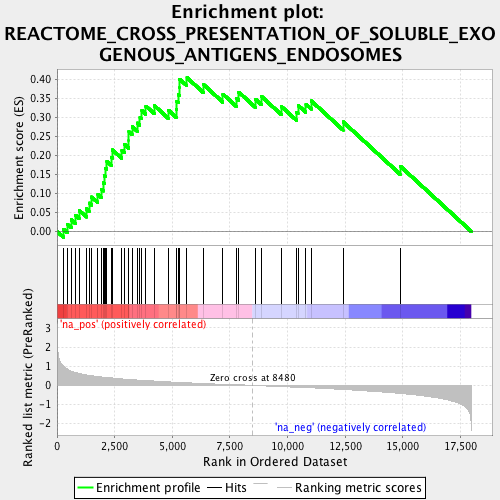 Enrichment plot:
REACTOME_CROSS_PRESENTATION_OF_SOLUBLE_EXO
GENOUS_ANTIGENS_ENDOSOMES
Enrichment score (ES)
0.40
0.35
0.30
0.25
0.20
0.15
0.10
0.05
0.00
'na_pos' (positively correlated)
Ranked list metric (PreRanked)
3
2
1
0
-1
-2
Zero cross at 8480
'na_neg' (negatively correlated)
0
2,500
5,000
7,500
10,000
12,500
15,000
17,500
Rank in Ordered Dataset
Enrichment profile
Hits
Ranking metric scores